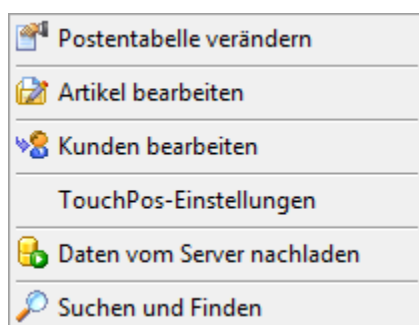 Postentabelle verändern
Artikel bearbeiten
Kunden bearbeiten
TouchPos-Einstellungen
Daten vom Server nachladen
Suchen und Finden